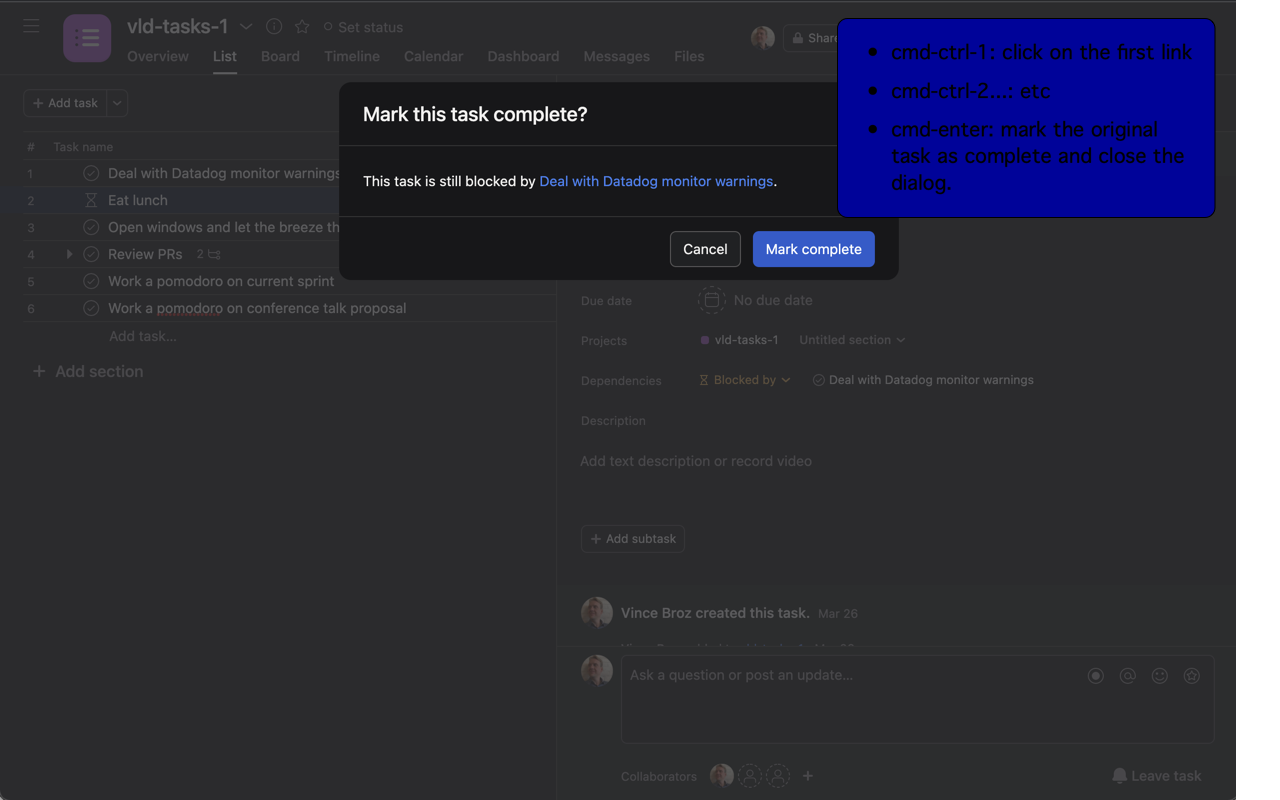 vld-tasks-1
Set status
Overview
List
Board
Timeline
Calendar
Dashboard
Messages
Files
Share
• cmd-ctrl-1: click on the first link
• cmd-ctrl-2...: etc
• cmd-enter: mark the original
task as complete and close the
dialog.
+ Add task
Mark this task complete?
This task is still blocked by Deal with Datadog monitor warnings.
Cancel
Mark complete
# Task name
1 Deal with Datadog monitor warnings
2 Eat lunch
3 Open windows and let the breeze
4 Review PRs 2
5 Work a pomodoro on current sprint
6 Work a pomodoro on conference talk proposal
Add task...
+ Add section
Due date No due date
Projects vld-tasks-1 Untitled section
Dependencies Blocked by Deal with Datadog monitor warnings
Description
Add text description or record video
+ Add subtask
Vince Broz created this task. Mar 26
Ask a question or post an update...
Collaborators +
Leave task